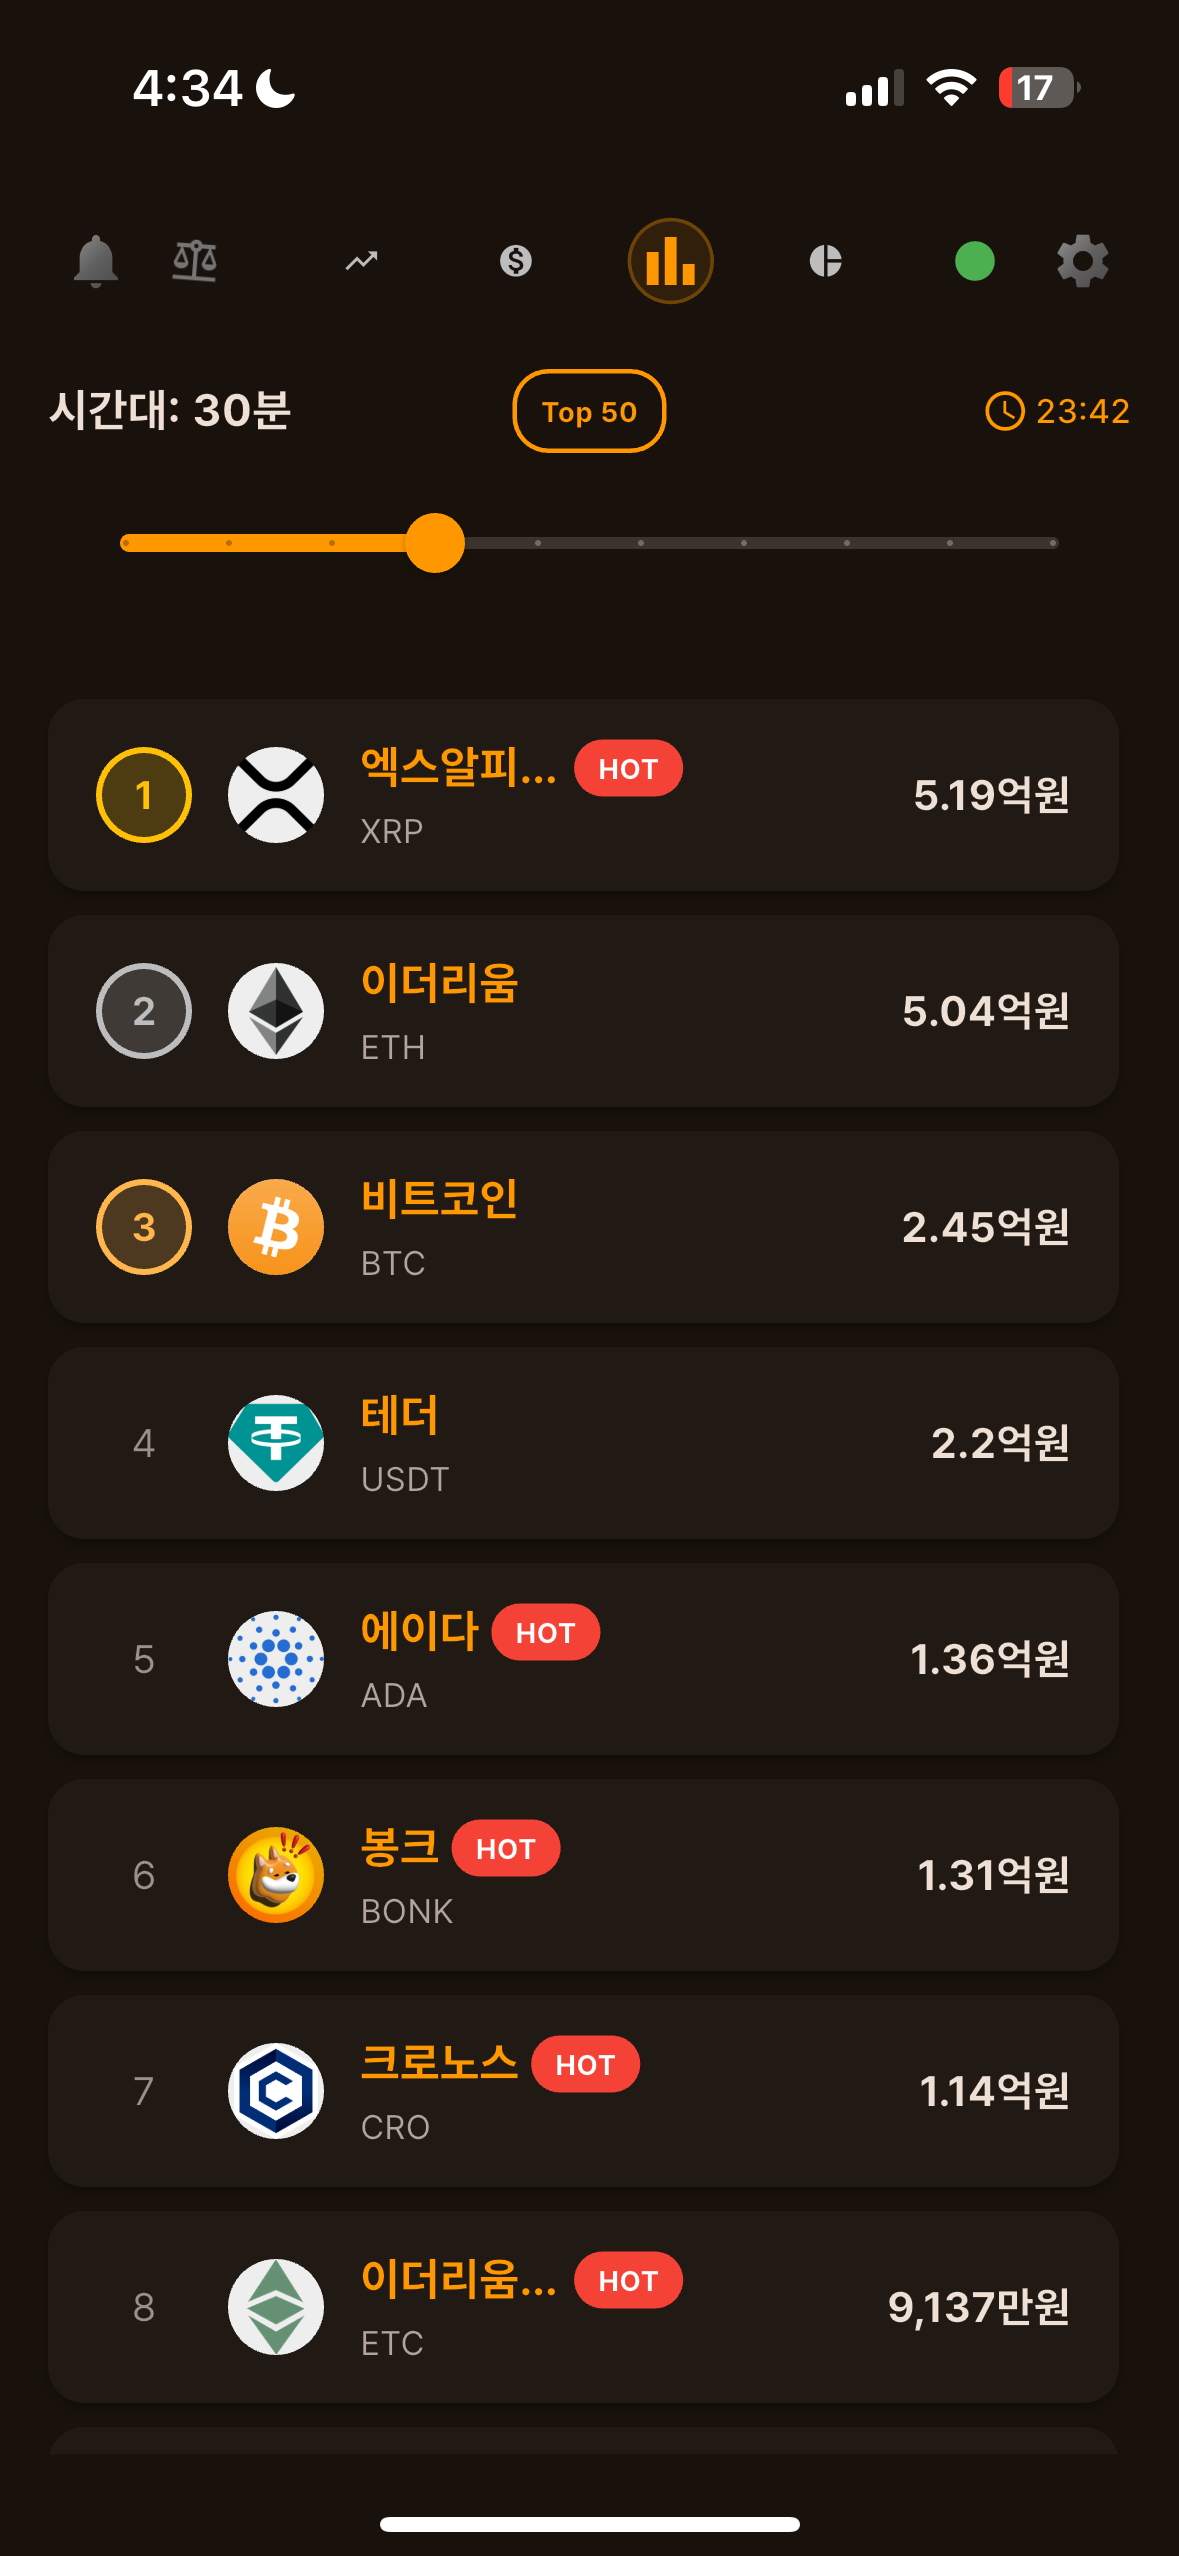 4:34
17
시간대: 30분
Top 50
23:42
1
엑스알피...
HOT
XRP
5.19억원
2
이더리움
ETH
5.04억원
3
비트코인
BTC
2.45억원
4
테더
USDT
2.2억원
5
에이다
HOT
ADA
1.36억원
6
봉크
HOT
BONK
1.31억원
7
크로노스
HOT
CRO
1.14억원
8
이더리움...
HOT
ETC
9,137만원